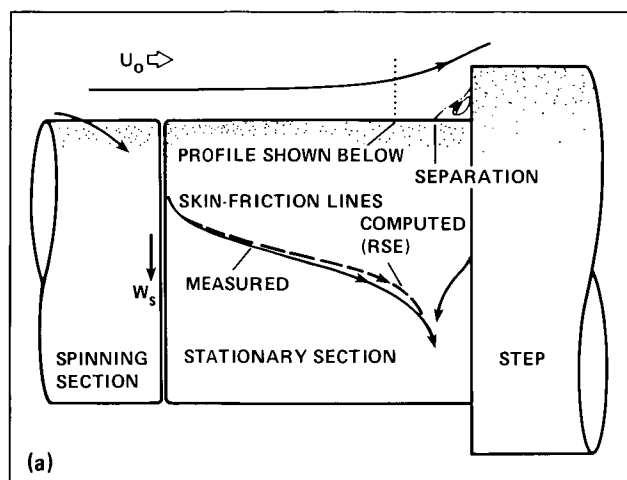 U₀ ⇨
PROFILE SHOWN BELOW
SEPARATION
SKIN-FRICTION LINES
COMPUTED
(RSE)
MEASURED
Wₛ
SPINNING
SECTION
STATIONARY SECTION
STEP
(a)